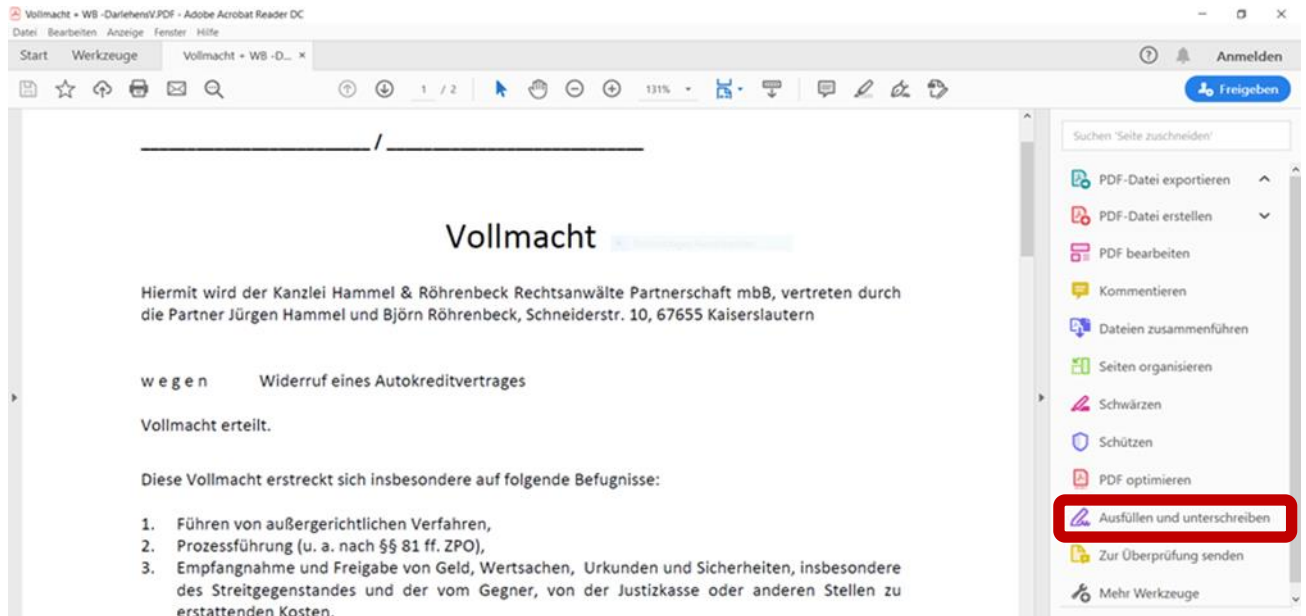 Vollmacht + WB -DarlehensV.PDF - Adobe Acrobat Reader DC
Datei Bearbeiten Anzeige Fenster Hilfe
Start Werkzeuge Vollmacht + WB -D... × Anmelden
1 / 2 131% Freigeben
____ / ____
Vollmacht
Hiermit wird der Kanzlei Hammel & Röhrenbeck Rechtsanwälte Partnerschaft mbB, vertreten durch
die Partner Jürgen Hammel und Björn Röhrenbeck, Schneiderstr. 10, 67655 Kaiserslautern
w e g e n Widerruf eines Autokreditvertrages
Vollmacht erteilt.
Diese Vollmacht erstreckt sich insbesondere auf folgende Befugnisse:
1. Führen von außergerichtlichen Verfahren,
2. Prozessführung (u. a. nach §§ 81 ff. ZPO),
3. Empfangnahme und Freigabe von Geld, Wertsachen, Urkunden und Sicherheiten, insbesondere
des Streitgegenstandes und der vom Gegner, von der Justizkasse oder anderen Stellen zu
erstattenden Kosten,
Suchen 'Seite zuschneiden'
PDF-Datei exportieren
PDF-Datei erstellen
PDF bearbeiten
Kommentieren
Dateien zusammenführen
Seiten organisieren
Schwärzen
Schützen
PDF optimieren
Ausfüllen und unterschreiben
Zur Überprüfung senden
Mehr Werkzeuge